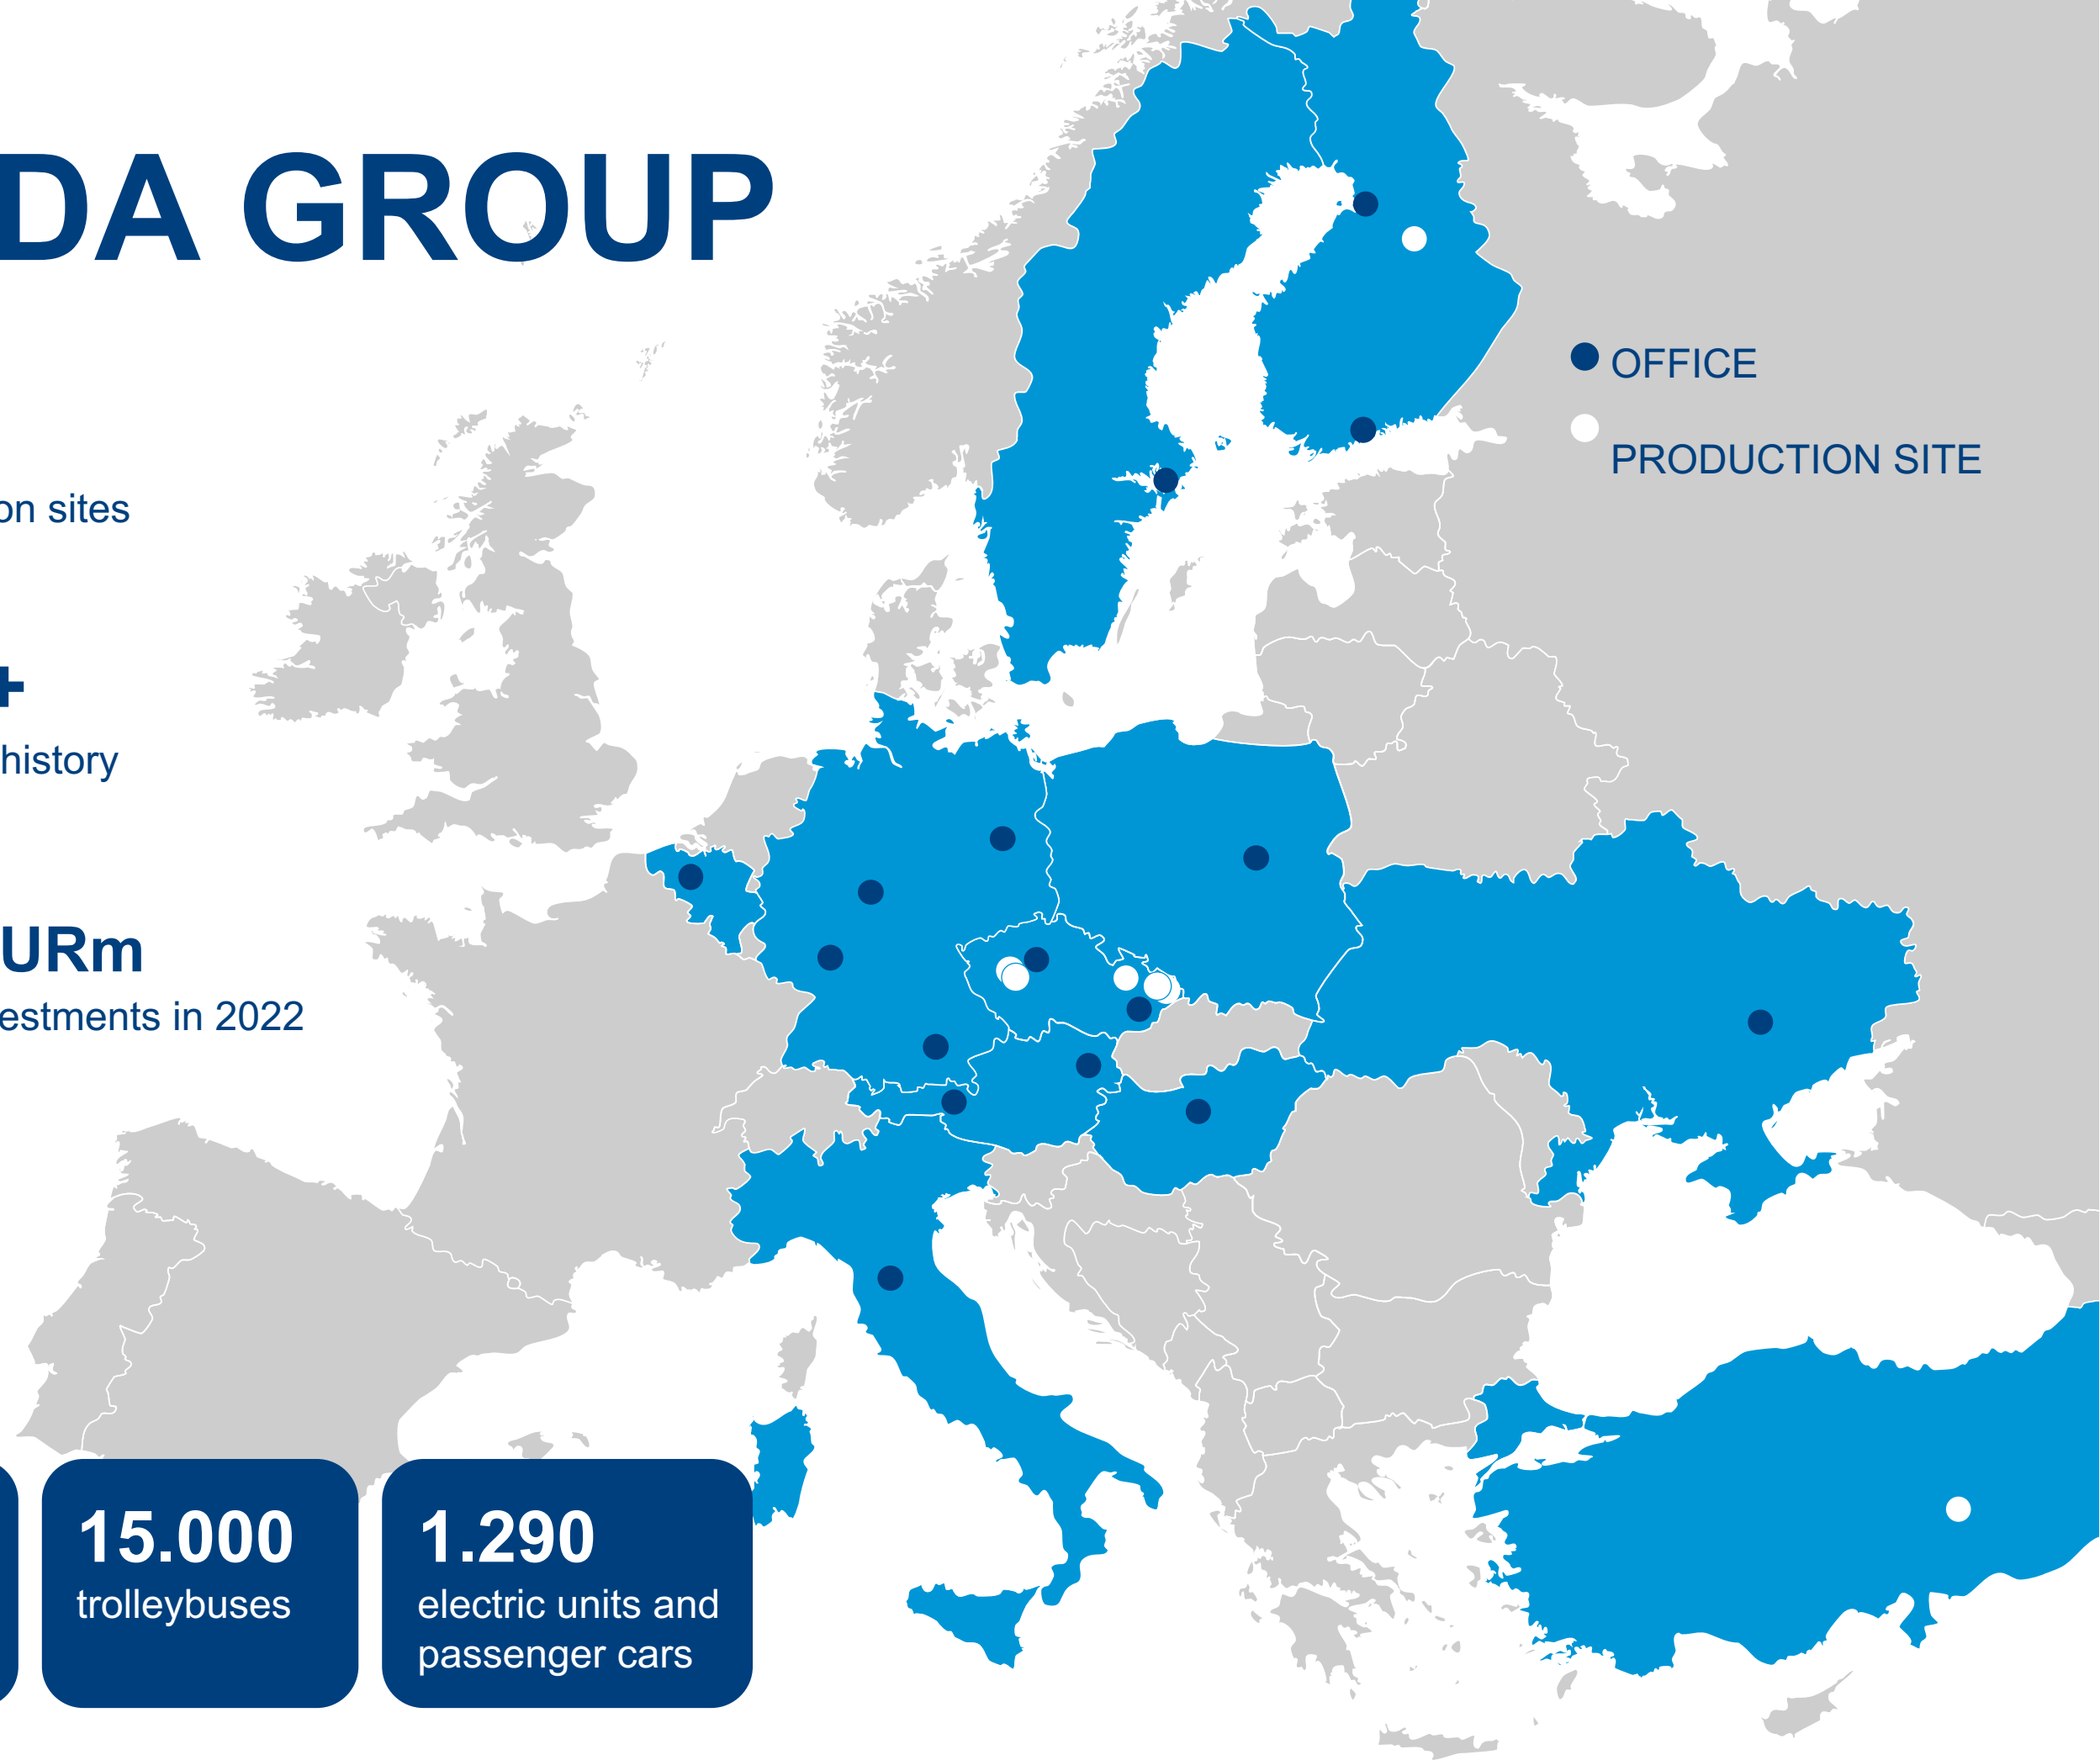 DA GROUP
OFFICE
PRODUCTION SITE
on sites
+
history
URm
estments in 2022
15.000
trolleybuses
1.290
electric units and
passenger cars